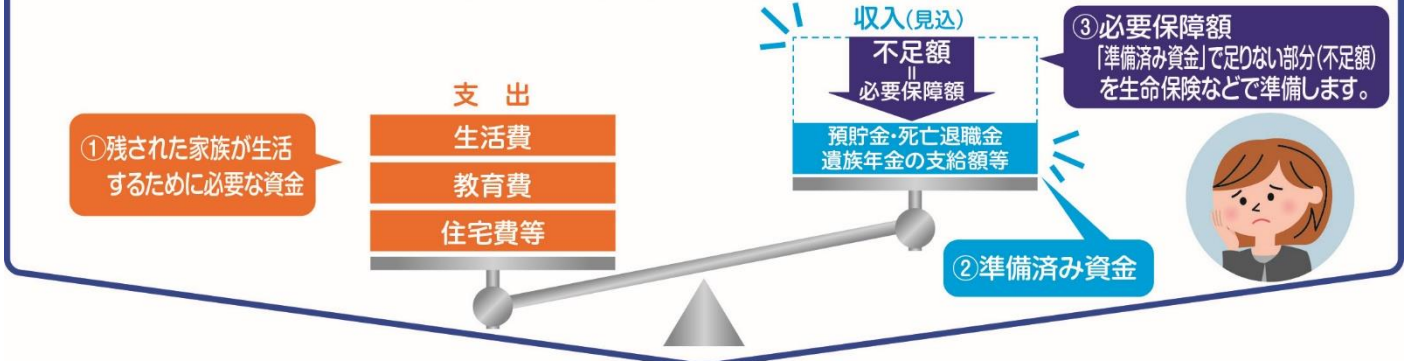 支　出
①残された家族が生活
するために必要な資金
生活費
教育費
住宅費等
収入(見込)
不足額
＝
必要保障額
預貯金・死亡退職金
遺族年金の支給額等
②準備済み資金
③必要保障額
「準備済み資金」で足りない部分(不足額)
を生命保険などで準備します。